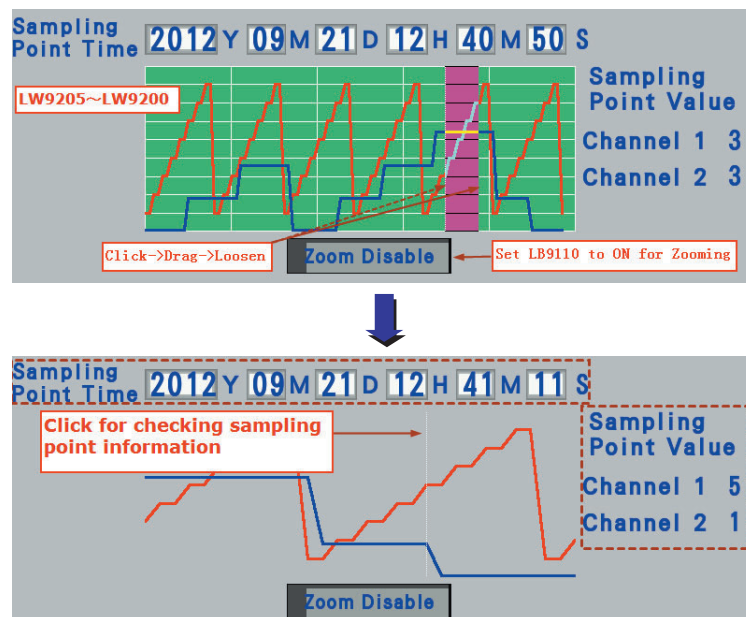 Sampling
Point Time 2012 Y 09 M 21 D 12 H 40 M 50 S
LW9205～LW9200
Sampling
Point Value
Channel 1 3
Channel 2 3
Click->Drag->Loosen
Zoom Disable
Set LB9110 to ON for Zooming
Sampling
Point Time 2012 Y 09 M 21 D 12 H 41 M 11 S
Click for checking sampling
point information
Sampling
Point Value
Channel 1 5
Channel 2 1
Zoom Disable